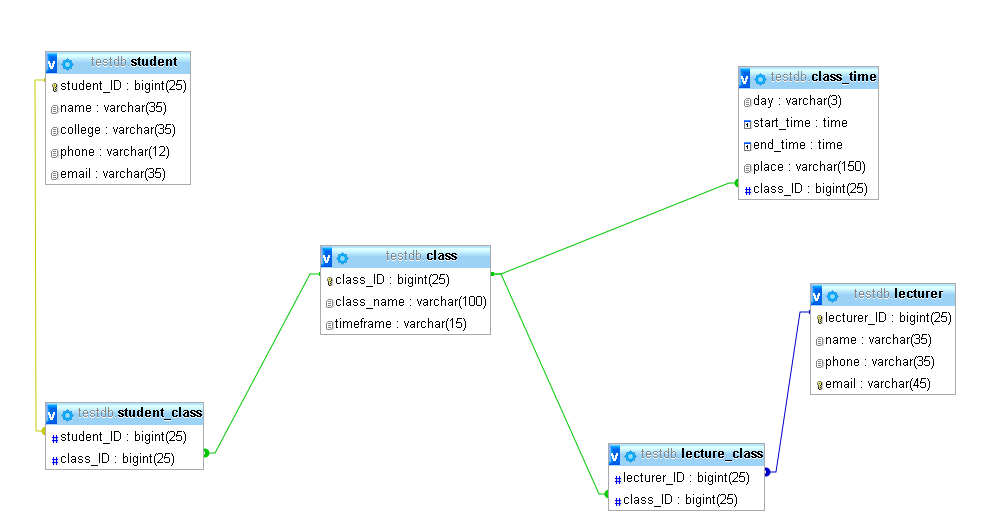 testdb.student
student_ID : bigint(25)
name : varchar(35)
college : varchar(35)
phone : varchar(12)
email : varchar(35)
testdb.class_time
day : varchar(3)
start_time : time
end_time : time
place : varchar(150)
class_ID : bigint(25)
testdb.class
class_ID : bigint(25)
class_name : varchar(100)
timeframe : varchar(15)
testdb.lecturer
lecturer_ID : bigint(25)
name : varchar(35)
phone : varchar(35)
email : varchar(45)
testdb.student_class
student_ID : bigint(25)
class_ID : bigint(25)
testdb.lecture_class
lecturer_ID : bigint(25)
class_ID : bigint(25)